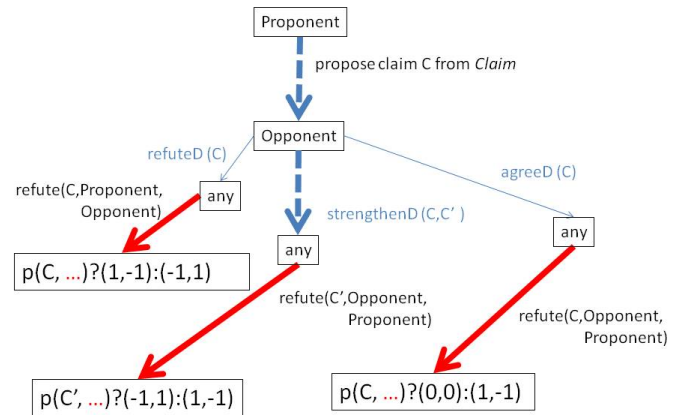 Proponent
propose claim C from Claim
Opponent
refuteD (C)
agreeD (C)
refute(C,Proponent,
Opponent)
any
strengthenD (C,C’ )
any
any
p(C, ...)?(1,-1):(-1,1)
refute(C’,Opponent,
Proponent)
refute(C,Opponent,
Proponent)
p(C’, ...)?(-1,1):(1,-1)
p(C, ...)?(0,0):(1,-1)